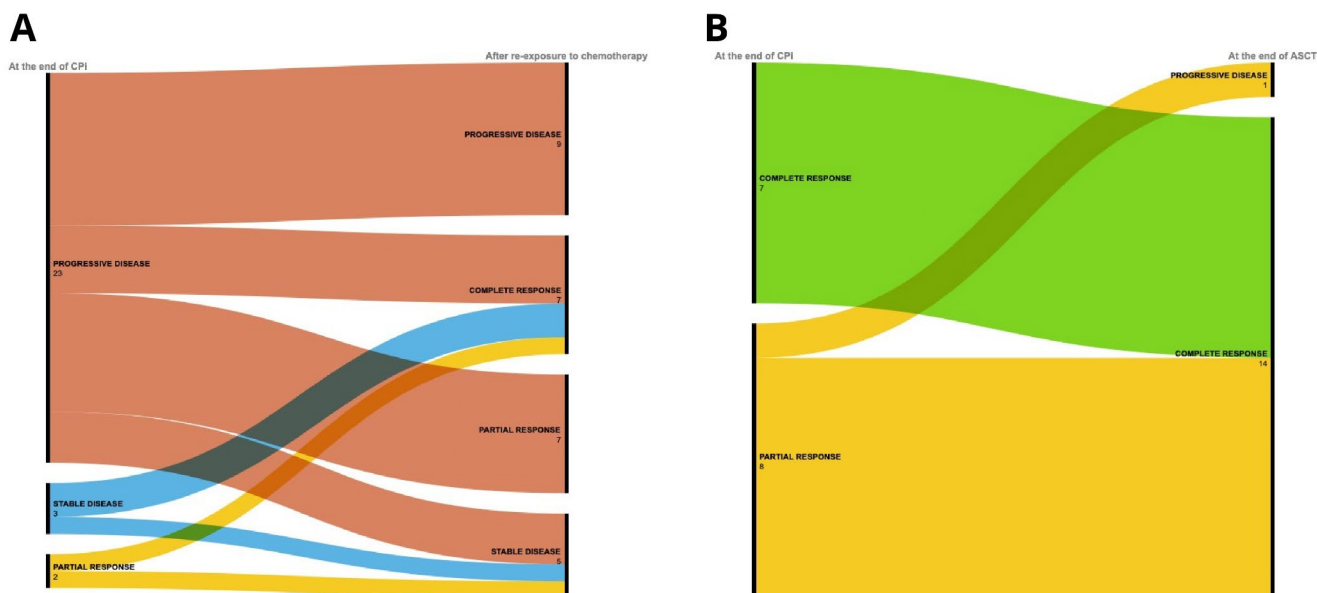 A
At the end of CPI
After re-exposure to chemotherapy
PROGRESSIVE DISEASE
9
PROGRESSIVE DISEASE
23
COMPLETE RESPONSE
7
PARTIAL RESPONSE
7
STABLE DISEASE
3
STABLE DISEASE
5
PARTIAL RESPONSE
2
B
At the end of CPI
At the end of ASCT
PROGRESSIVE DISEASE
1
COMPLETE RESPONSE
7
COMPLETE RESPONSE
14
PARTIAL RESPONSE
8